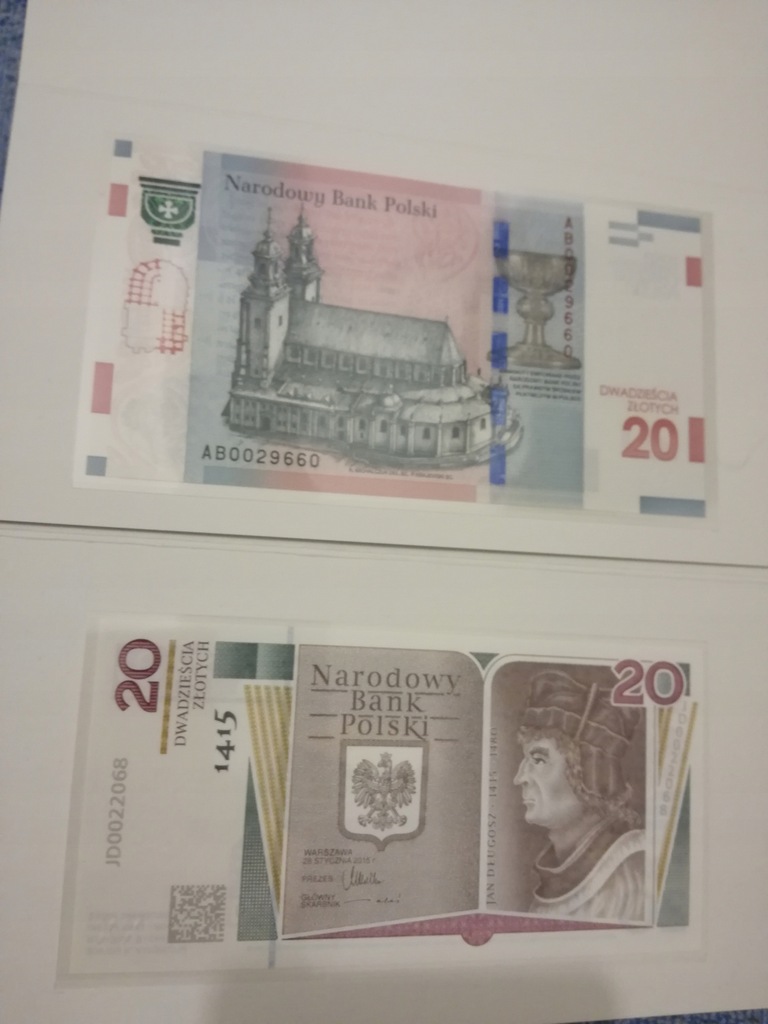 Narodowy Bank Polski
AB0029660
AB0029660
DWADZIEŚCIA
ZŁOTYCH
20
20
DWADZIEŚCIA
ZŁOTYCH
1415
JD0022068
Narodowy
Bank
Polski
WARSZAWA
PREZES
GŁÓWNY
SKARBNIK
JAN DŁUGOSZ · 1415 - 1480
20